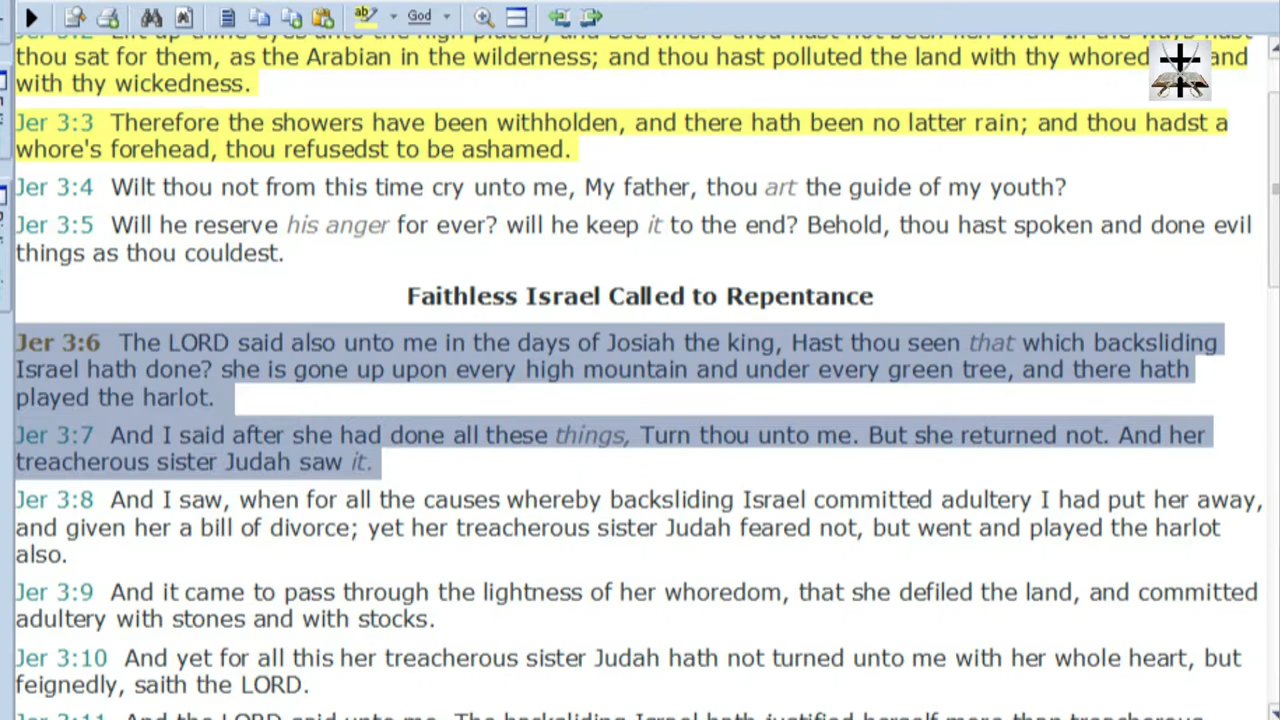 God
thou sat for them, as the Arabian in the wilderness; and thou hast polluted the land with thy and
with thy wickedness.
Jer 3:3 Therefore the showers have been withholden, and there hath been no latter rain; and thou hadst a
whore's forehead, thou refusedst to be ashamed.
Jer 3:4 Wilt thou not from this time cry unto me, My father, thou art the guide of my youth?
Jer 3:5 Will he reserve his anger for ever? will he keep it to the end? Behold, thou hast spoken and done evil
things as thou couldest.
Faithless Israel Called to Repentance
Jer 3:6 The LORD said also unto me in the days of Josiah the king, Hast thou seen that which backsliding
Israel hath done? she is gone up upon every high mountain and under every green tree, and there hath
played the harlot.
Jer 3:7 And I said after she had done all these things, Turn thou unto me. But she returned not. And her
treacherous sister Judah saw it.
Jer 3:8 And I saw, when for all the causes whereby backsliding Israel committed adultery I had put her away,
and given her a bill of divorce; yet her treacherous sister Judah feared not, but went and played the harlot
also.
Jer 3:9 And it came to pass through the lightness of her whoredom, that she defiled the land, and committed
adultery with stones and with stocks.
Jer 3:10 And yet for all this her treacherous sister Judah hath not turned unto me with her whole heart, but
feignedly, saith the LORD.